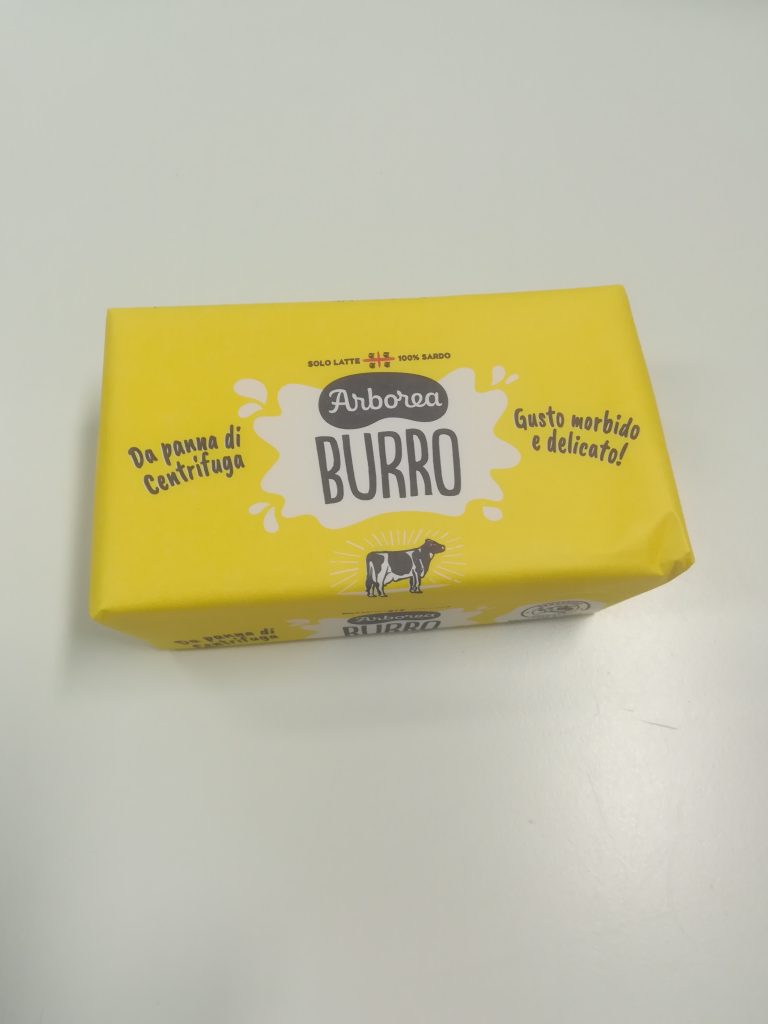 SOLO LATTE 100% SARDO
Arborea
BURRO
Da panna di
Centrifuga
Gusto morbido
e delicato!
Da panna di
Centrifuga
Arborea
BURRO